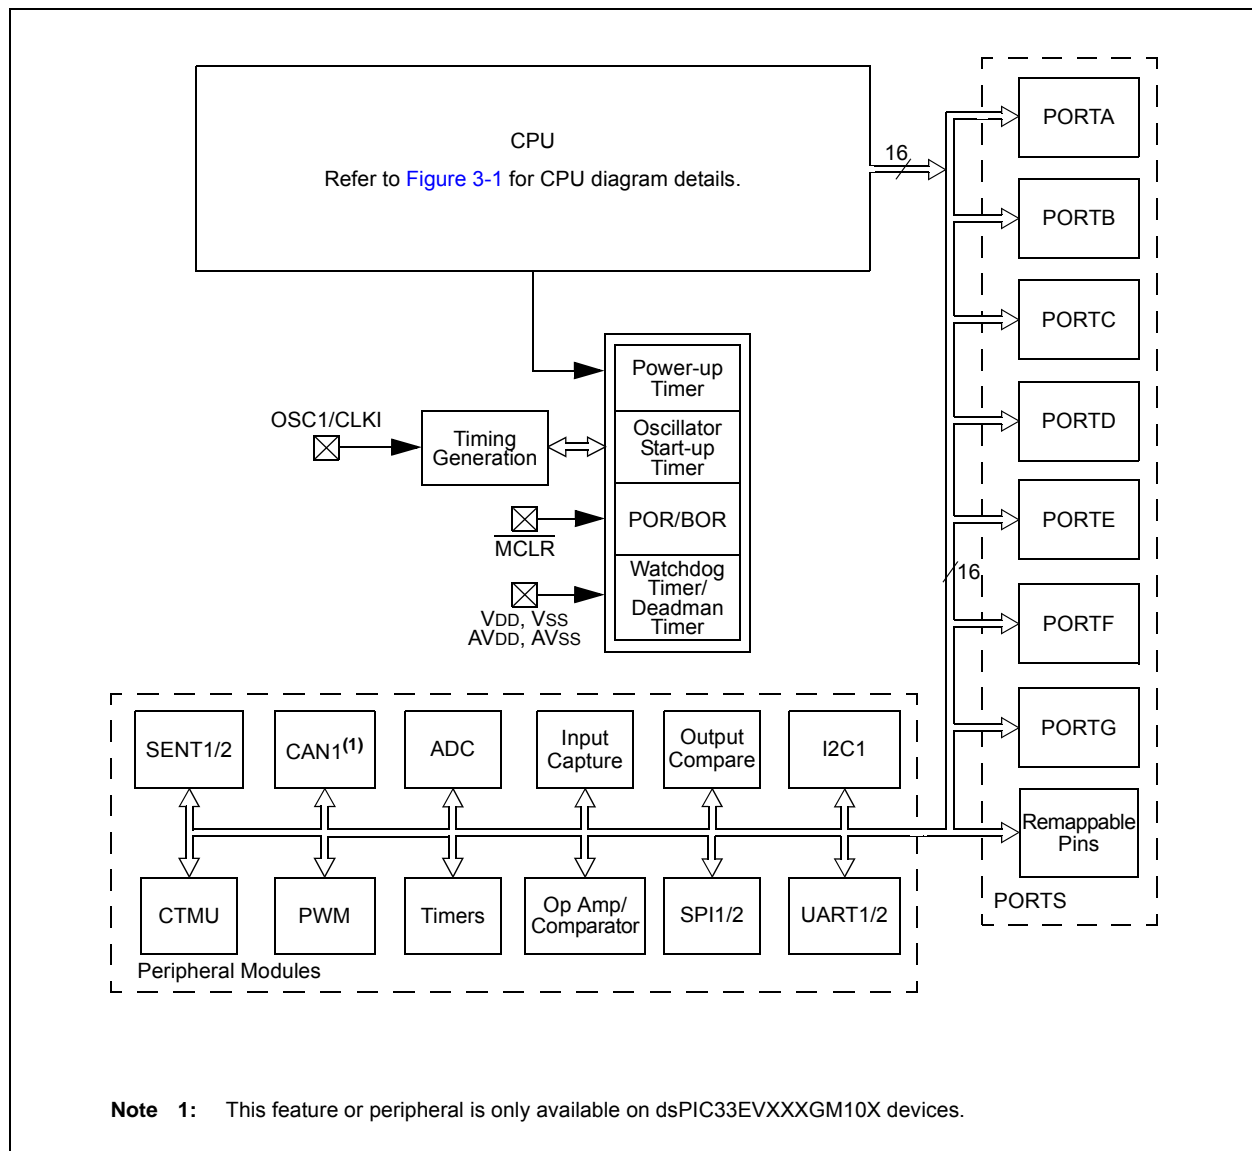 CPU
Refer to Figure 3-1 for CPU diagram details.
16
PORTA
PORTB
PORTC
PORTD
PORTE
PORTF
PORTG
Remappable
Pins
PORTS
16
Power-up
Timer
Oscillator
Start-up
Timer
POR/BOR
Watchdog
Timer/
Deadman
Timer
OSC1/CLKI
Timing
Generation
MCLR
VDD, VSS
AVDD, AVSS
SENT1/2
CAN1(1)
ADC
Input
Capture
Output
Compare
I2C1
CTMU
PWM
Timers
Op Amp/
Comparator
SPI1/2
UART1/2
Peripheral Modules
Note 1: This feature or peripheral is only available on dsPIC33EVXXXGM10X devices.